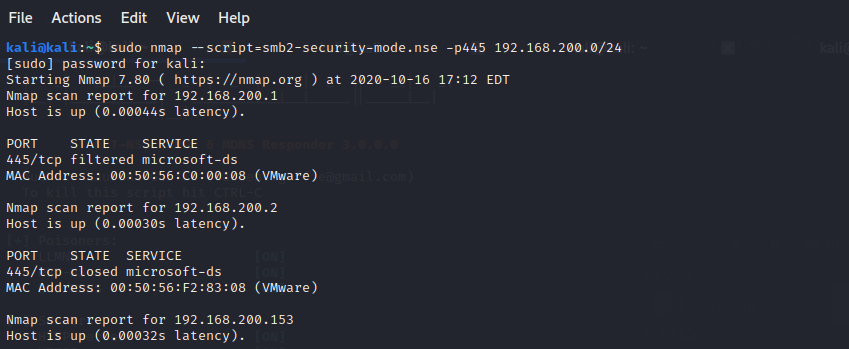 File Actions Edit View Help
kali@kali:~$ sudo nmap --script=smb2-security-mode.nse -p445 192.168.200.0/24
[sudo] password for kali:
Starting Nmap 7.80 ( https://nmap.org ) at 2020-10-16 17:12 EDT
Nmap scan report for 192.168.200.1
Host is up (0.00044s latency).
PORT STATE SERVICE
445/tcp filtered microsoft-ds
MAC Address: 00:50:56:C0:00:08 (VMware)
To kill this script hit CTRL-C
Nmap scan report for 192.168.200.2
Host is up (0.00030s latency).
PORT STATE SERVICE
445/tcp closed microsoft-ds
MAC Address: 00:50:56:F2:83:08 (VMware)
Nmap scan report for 192.168.200.153
Host is up (0.00032s latency).